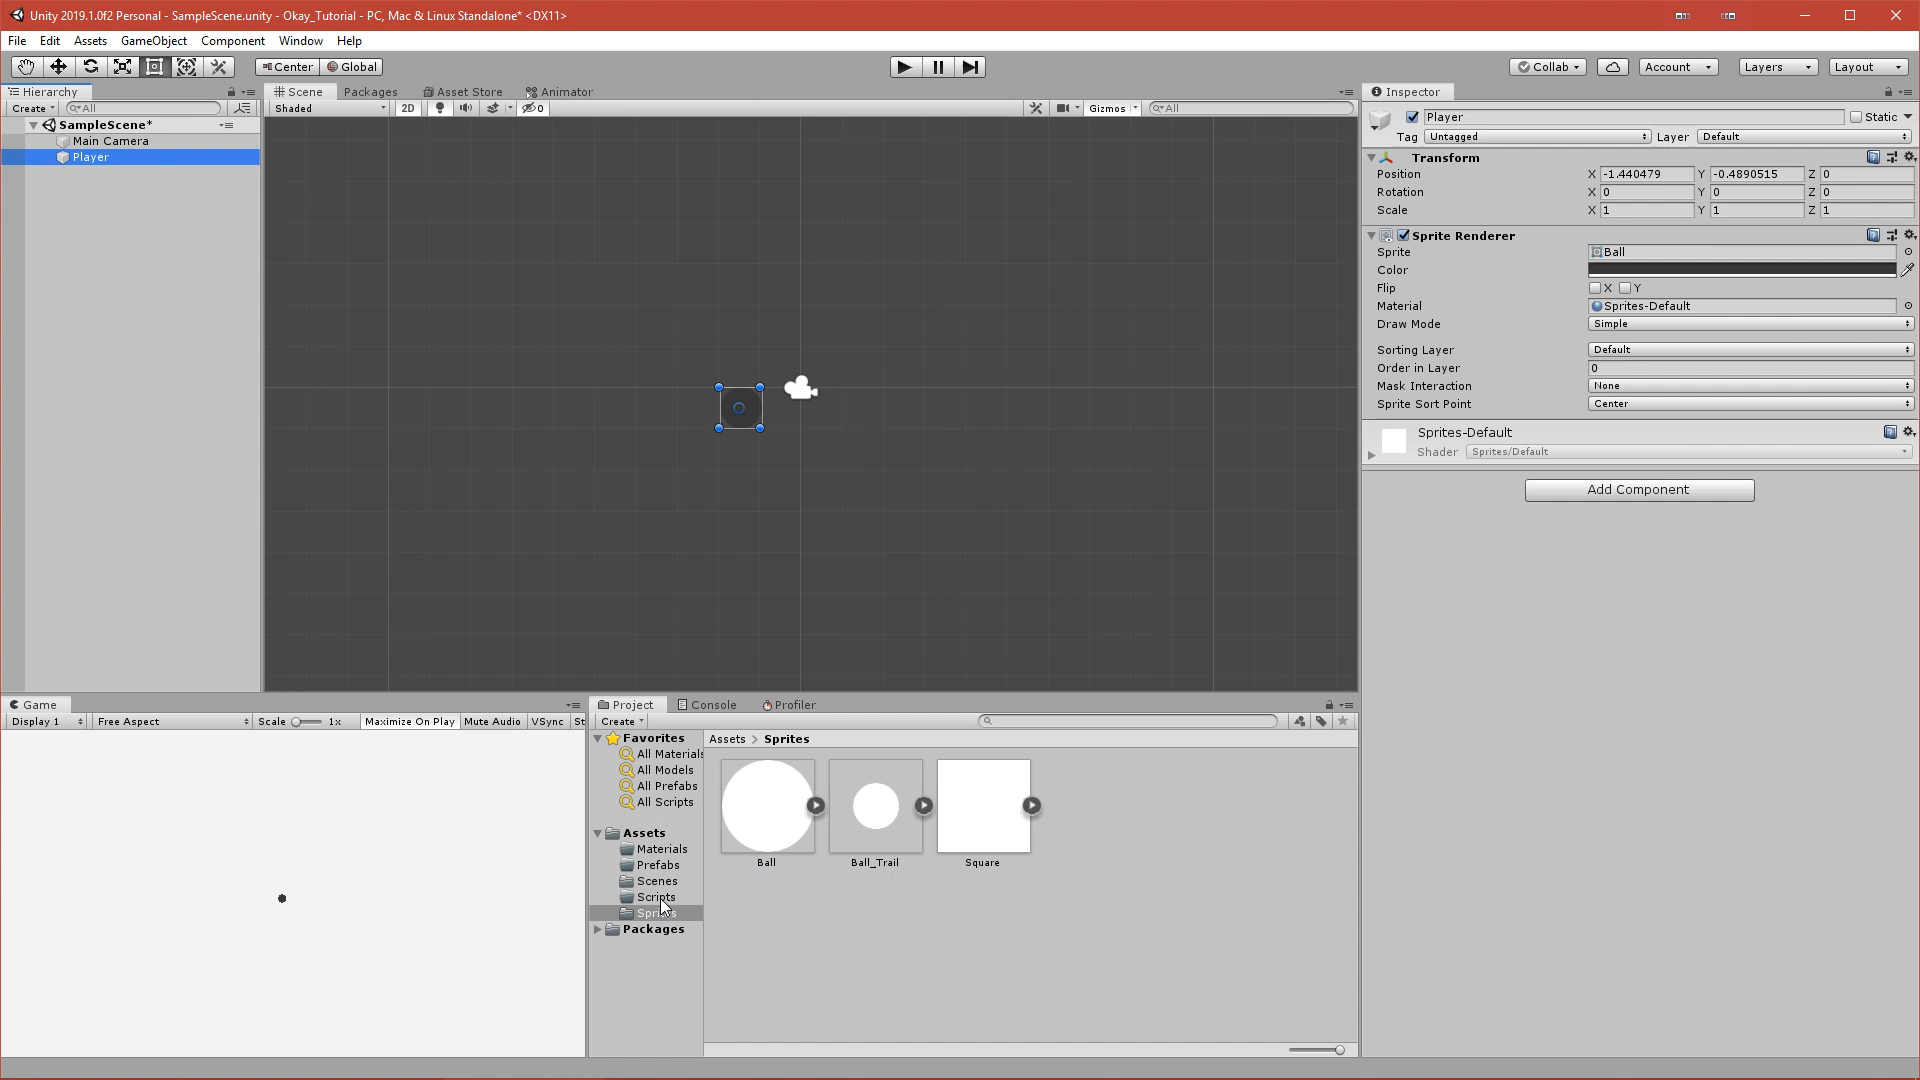 Unity 2019.1.0f2 Personal - SampleScene.unity - Okay_Tutorial - PC, Mac & Linux Standalone* <DX11>
File Edit Assets GameObject Component Window Help
Center Global
Collab Account Layers Layout
Hierarchy
Create All
SampleScene*
Main Camera
Player
Scene Packages Asset Store Animator
Shaded 2D 0 Gizmos All
Inspector
Player Static
Tag Untagged Layer Default
Transform
Position X -1.440479 Y -0.4890515 Z 0
Rotation X 0 Y 0 Z 0
Scale X 1 Y 1 Z 1
Sprite Renderer
Sprite Ball
Color
Flip X Y
Material Sprites-Default
Draw Mode Simple
Sorting Layer Default
Order in Layer 0
Mask Interaction None
Sprite Sort Point Center
Sprites-Default
Shader Sprites/Default
Add Component
Game
Display 1 Free Aspect Scale 1x Maximize On Play Mute Audio VSync St
Project Console Profiler
Create
Favorites
All Materials
All Models
All Prefabs
All Scripts
Assets
Materials
Prefabs
Scenes
Scripts
Sprites
Packages
Assets > Sprites
Ball Ball_Trail Square